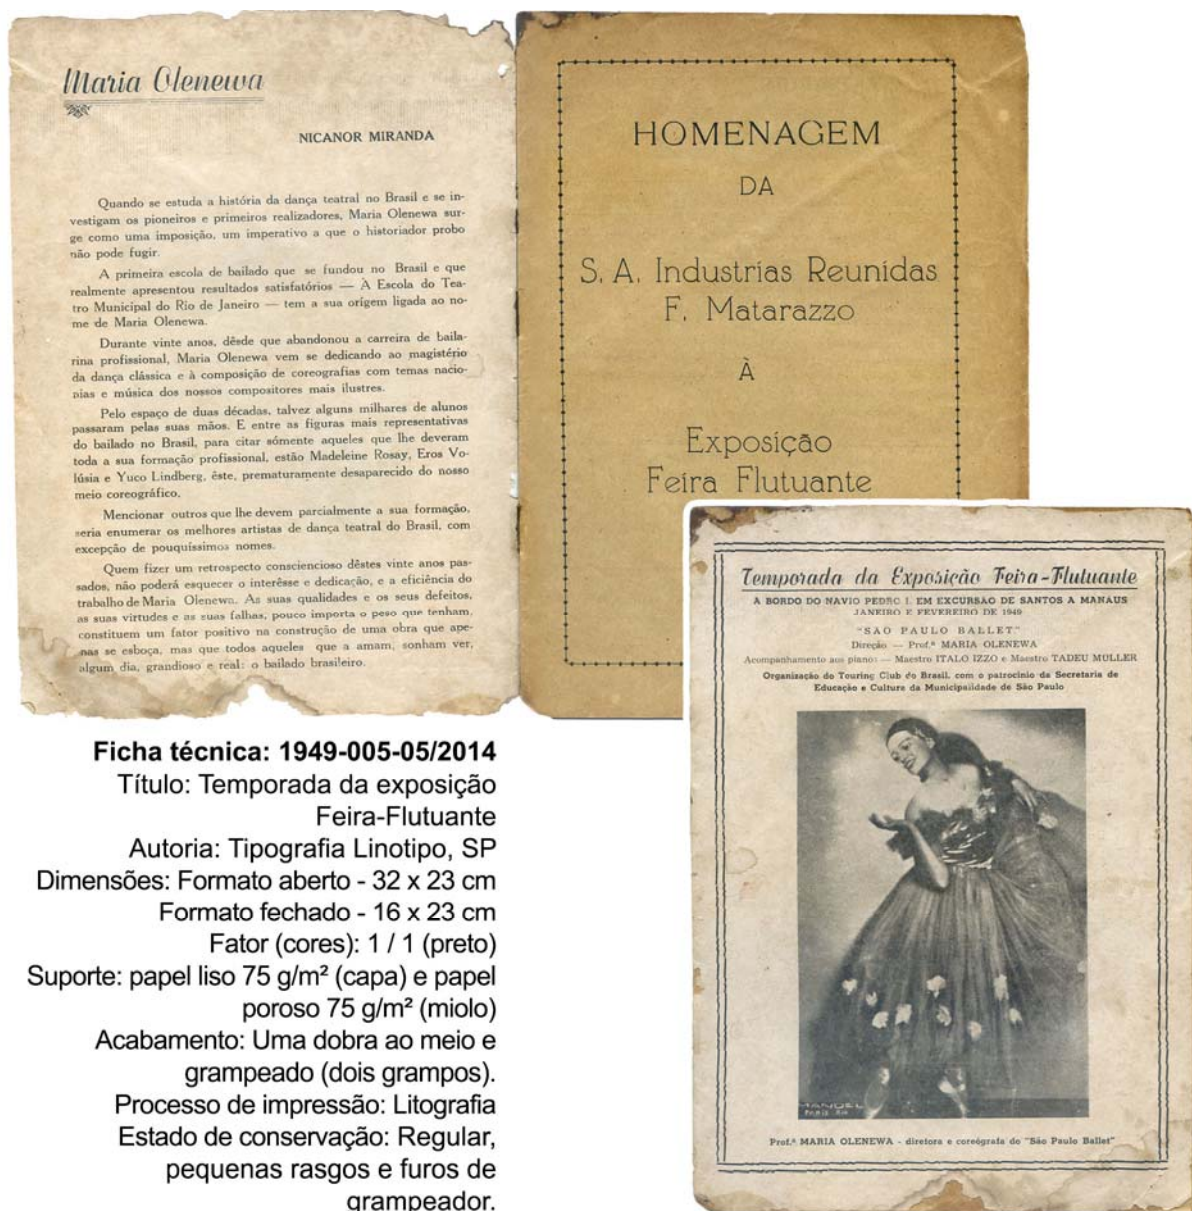 Maria Olenewa
NICANOR MIRANDA
Quando se estuda a história da dança teatral no Brasil e se in-
vestigam os pioneiros e primeiros realizadores, Maria Olenewa sur-
ge como uma imposição, um imperativo a que o historiador probo
não pode fugir.
A primeira escola de bailado que se fundou no Brasil e que
realmente apresentou resultados satisfatórios — A Escola do Tea-
tro Municipal do Rio de Janeiro — tem a sua origem ligada ao no-
me de Maria Olenewa.
Durante vinte anos, dêsde que abandonou a carreira de baila-
rina profissional, Maria Olenewa vem se dedicando ao magistério
da dança clássica e à composição de coreografias com temas nacio-
nias e música dos nossos compositores mais ilustres.
Pelo espaço de duas décadas, talvez alguns milhares de alunos
passaram pelas suas mãos. E entre as figuras mais representativas
do bailado no Brasil, para citar sómente aqueles que lhe deveram
toda a sua formação profissional, estão Madeleine Rosay, Eros Vo-
lúsia e Yuco Lindberg, êste, prematuramente desaparecido do nosso
meio coreográfico.
Mencionar outros que lhe devem parcialmente a sua formação,
seria enumerar os melhores artistas de dança teatral do Brasil, com
excepção de pouquíssimos nomes.
Quem fizer um retrospecto consciencioso dêstes vinte anos pas-
sados, não poderá esquecer o interêsse e dedicação, e a eficiência do
trabalho de Maria Olenewa. As suas qualidades e os seus defeitos,
as suas virtudes e as suas falhas, pouco importa o peso que tenham,
constituem um fator positivo na construção de uma obra que ape-
nas se esboça, mas que todos aqueles que a amam, sonham ver,
algum dia, grandioso e real: o bailado brasileiro.
HOMENAGEM
DA
S. A. Industrias Reunidas
F. Matarazzo
À
Exposição
Feira Flutuante
Temporada da Exposição Feira-Flutuante
A BORDO DO NAVIO PEDRO I, EM EXCURSÃO DE SANTOS A MANAUS
JANEIRO E FEVEREIRO DE 1949
"SAO PAULO BALLET"
Direção — Prof.ª MARIA OLENEWA
Acompanhamento aos piano: — Maestro ITALO IZZO e Maestro TADEU MULLER
Organisação do Touring Club do Brasil, com o patrocinio da Secretaria de
Educação e Culture da Municipalidade de São Paulo
MANUEL
PARIS
Prof.ª MARIA OLENEWA - diretora e coreógrafa do "São Paulo Ballet"
Ficha técnica: 1949-005-05/2014
Título: Temporada da exposição
Feira-Flutuante
Autoria: Tipografia Linotipo, SP
Dimensões: Formato aberto - 32 x 23 cm
Formato fechado - 16 x 23 cm
Fator (cores): 1 / 1 (preto)
Suporte: papel liso 75 g/m² (capa) e papel
poroso 75 g/m² (miolo)
Acabamento: Uma dobra ao meio e
grampeado (dois grampos).
Processo de impressão: Litografia
Estado de conservação: Regular,
pequenas rasgos e furos de
grampeador.